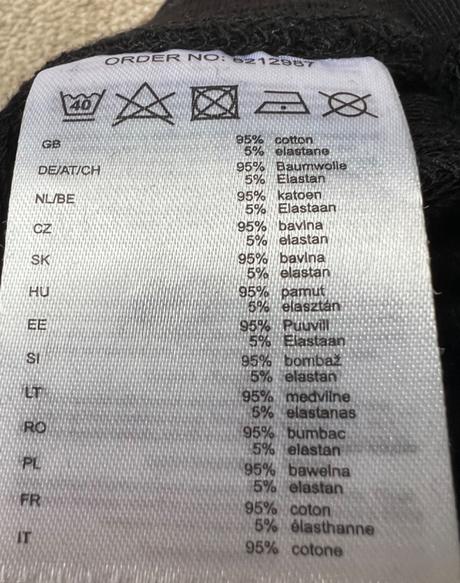 ORDER NO: 8212987
40
GB 95% cotton
5% elastane
DE/AT/CH 95% Baumwolle
5% Elastan
NL/BE 95% katoen
5% Elastaan
CZ 95% bavlna
5% elastan
SK 95% bavlna
5% elastan
HU 95% pamut
5% elasztán
EE 95% Puuvill
5% Elastaan
SI 95% bombaž
5% elastan
LT 95% medvilnė
5% elastanas
RO 95% bumbac
5% elastan
PL 95% bawełna
5% elastan
FR 95% coton
5% élasthanne
IT 95% cotone